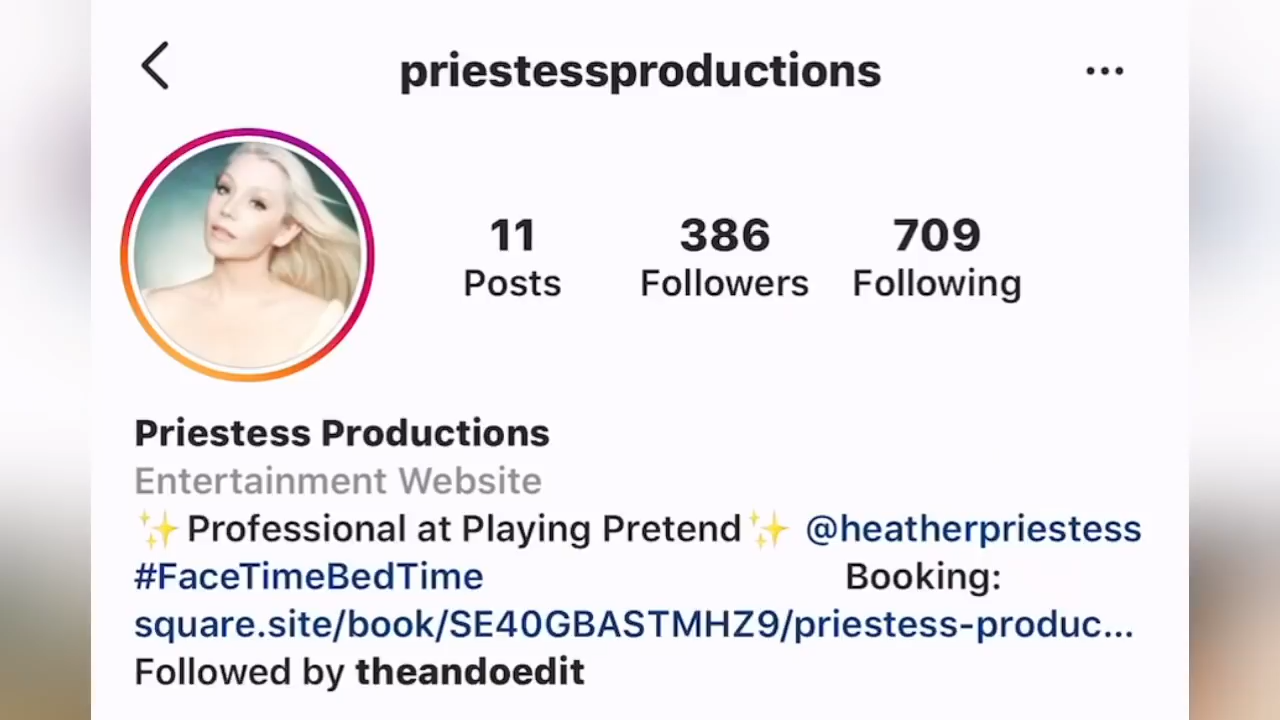 priestessproductions
11 386 709
Posts Followers Following
Priestess Productions
Entertainment Website
✨Professional at Playing Pretend✨ @heatherpriestess
#FaceTimeBedTime Booking:
square.site/book/SE40GBASTMHZ9/priestess-produc...
Followed by theandoedit